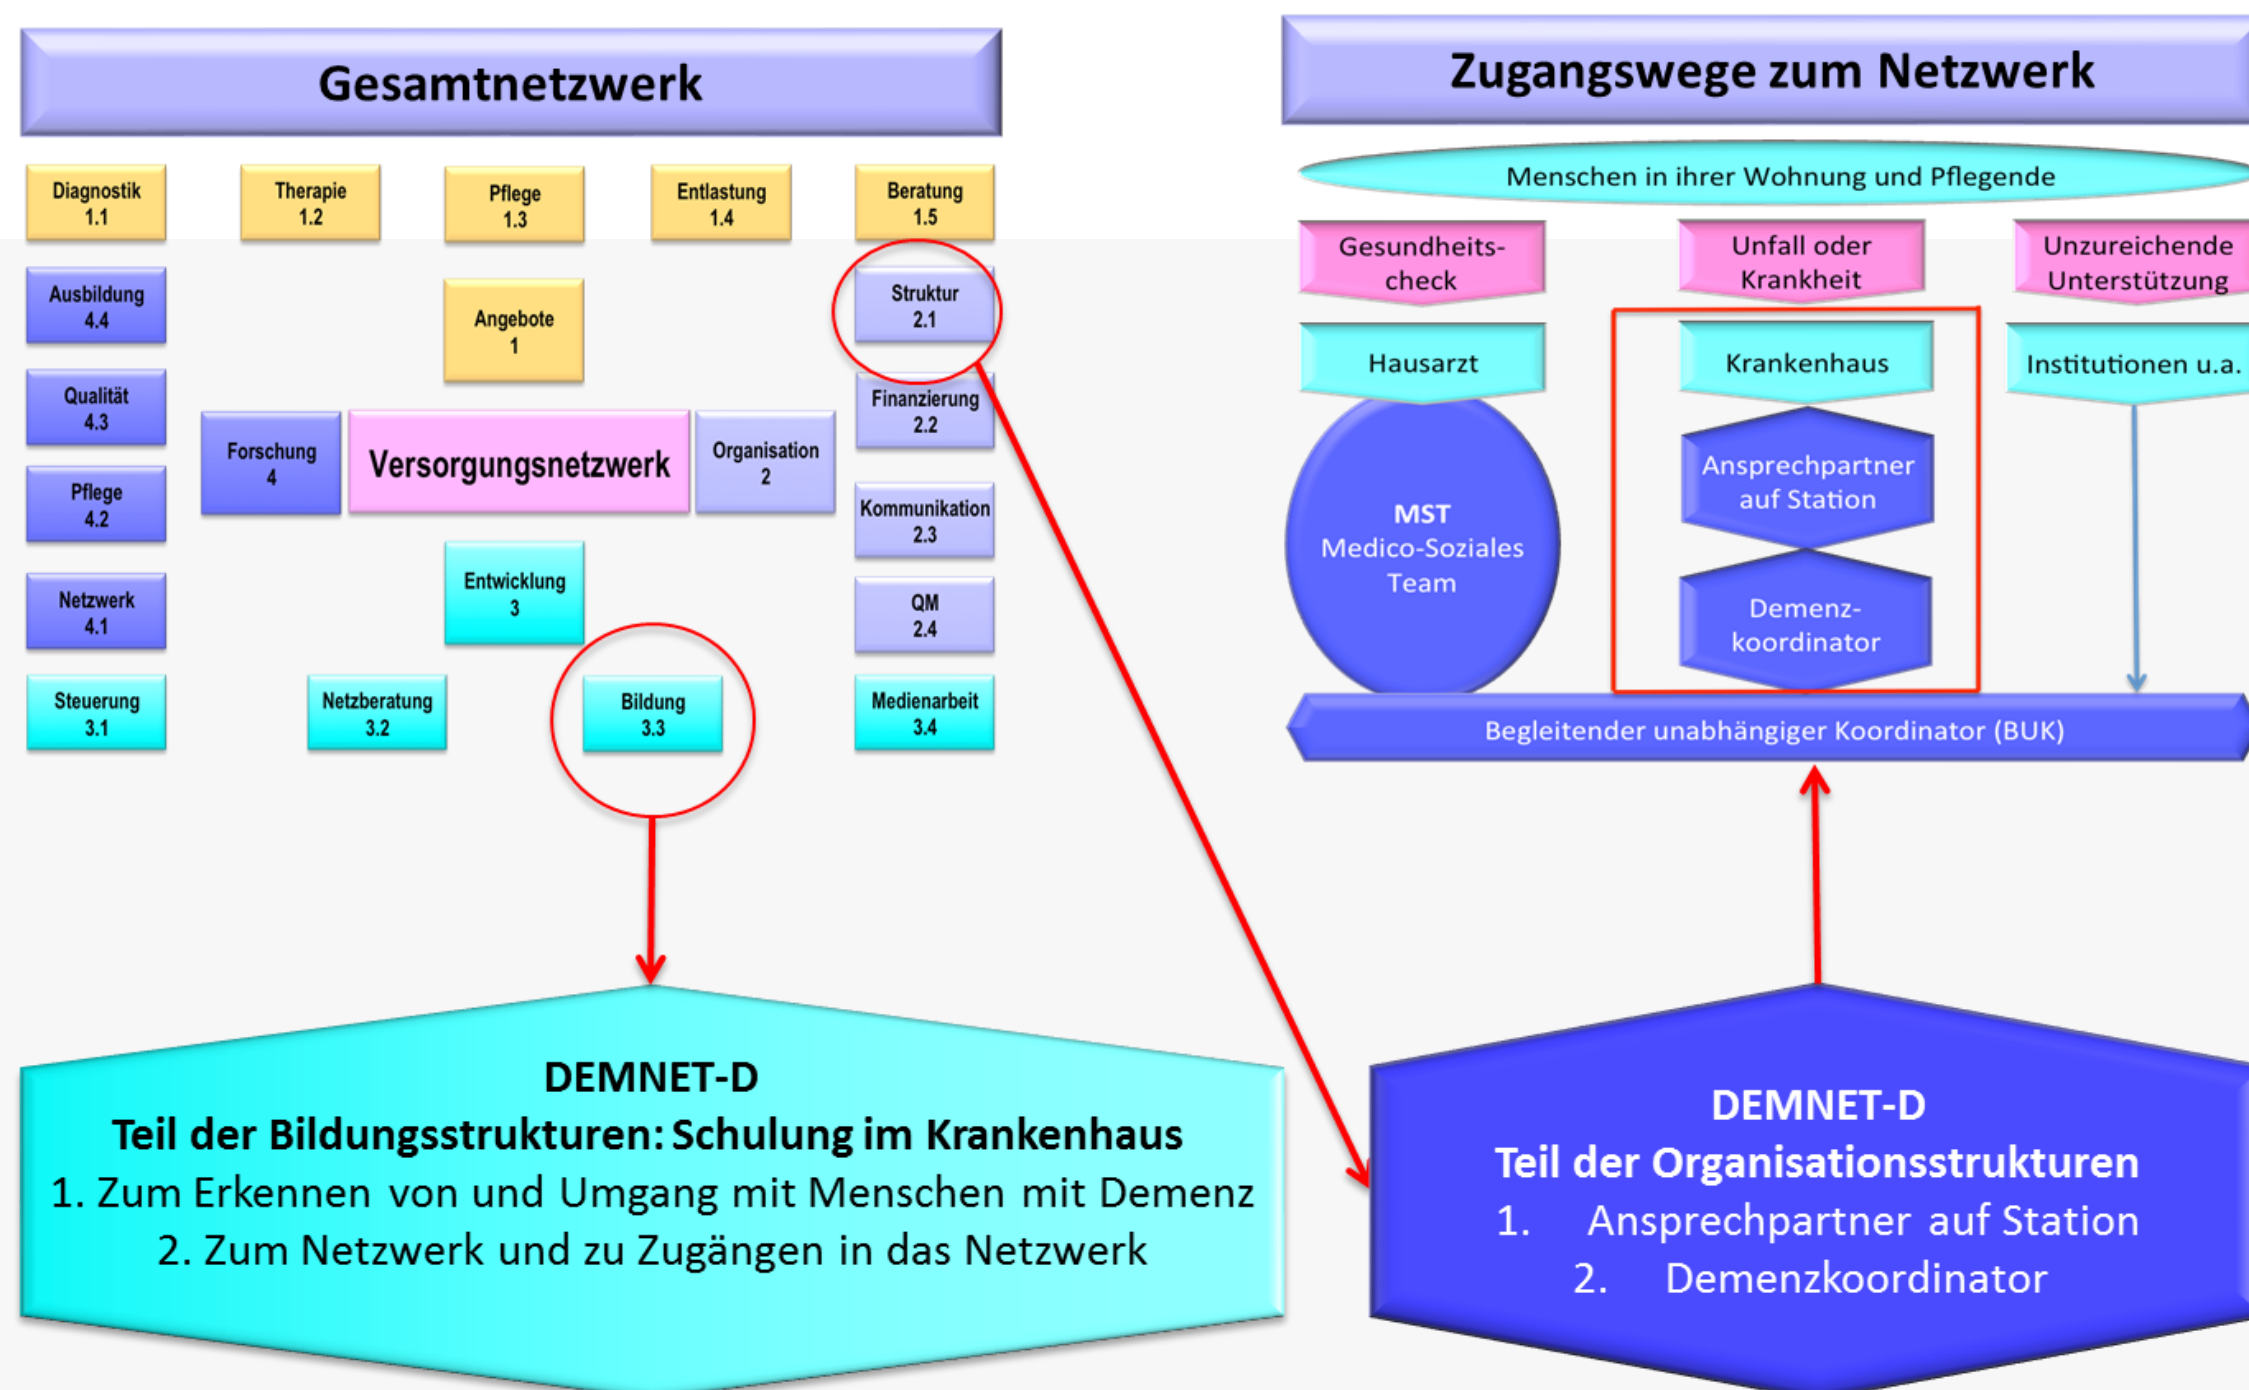 Gesamtnetzwerk
Diagnostik
1.1
Therapie
1.2
Pflege
1.3
Entlastung
1.4
Beratung
1.5
Ausbildung
4.4
Angebote
1
Struktur
2.1
Qualität
4.3
Finanzierung
2.2
Forschung
4
Versorgungsnetzwerk
Organisation
2
Pflege
4.2
Kommunikation
2.3
Netzwerk
4.1
Entwicklung
3
QM
2.4
Steuerung
3.1
Netzberatung
3.2
Bildung
3.3
Medienarbeit
3.4
Zugangswege zum Netzwerk
Menschen in ihrer Wohnung und Pflegende
Gesundheits-
check
Unfall oder
Krankheit
Unzureichende
Unterstützung
Hausarzt
Krankenhaus
Institutionen u.a.
MST
Medico-Soziales
Team
Ansprechpartner
auf Station
Demenz-
koordinator
Begleitender unabhängiger Koordinator (BUK)
DEMNET-D
Teil der Bildungsstrukturen: Schulung im Krankenhaus
1. Zum Erkennen von und Umgang mit Menschen mit Demenz
2. Zum Netzwerk und zu Zugängen in das Netzwerk
DEMNET-D
Teil der Organisationsstrukturen
1. Ansprechpartner auf Station
2. Demenzkoordinator